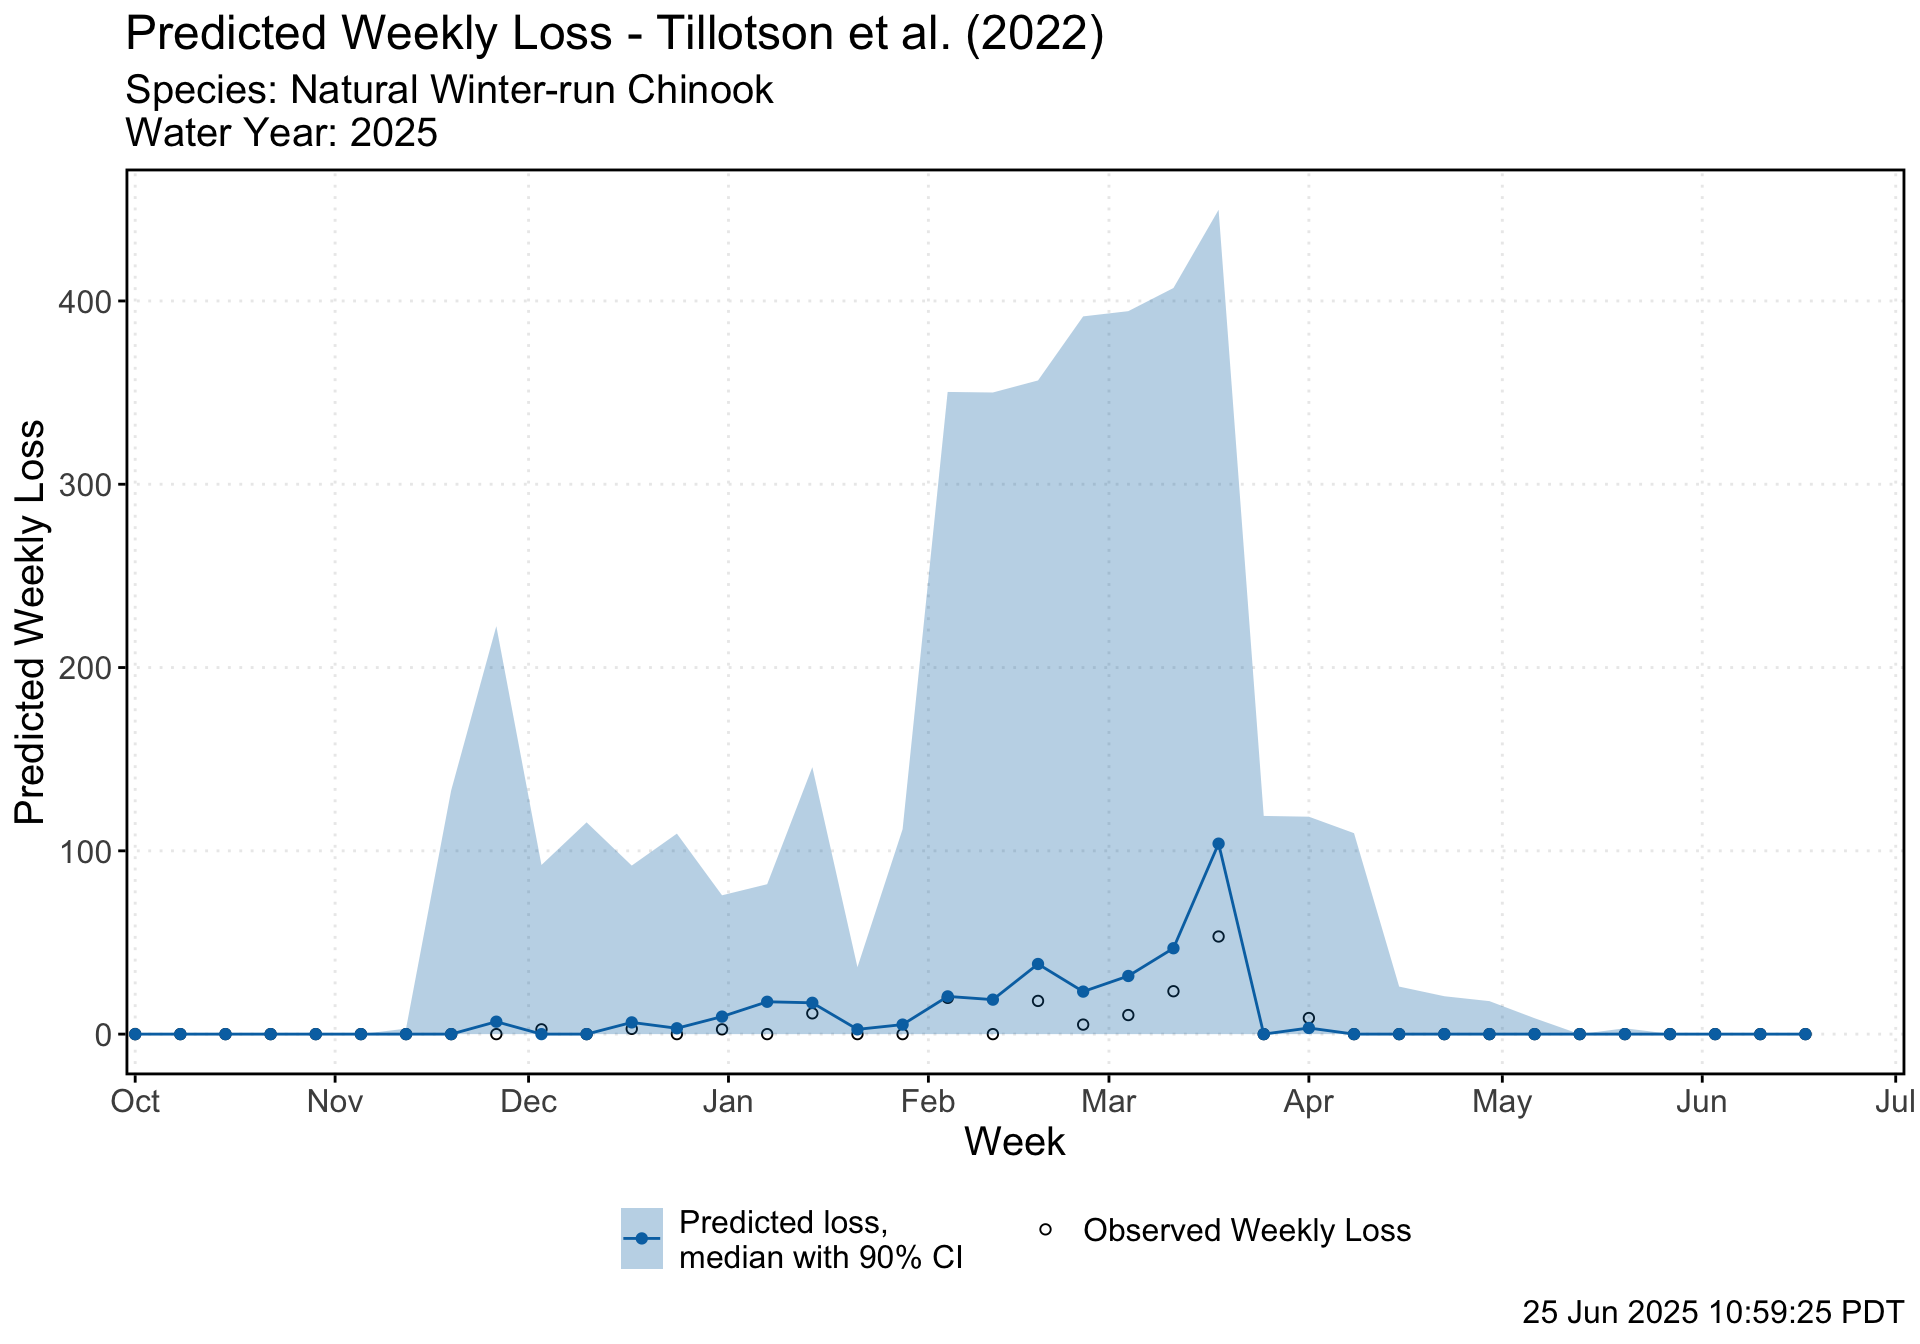 Predicted Weekly Loss - Tillotson et al. (2022)
Species: Natural Winter-run Chinook
Water Year: 2025
Predicted Weekly Loss
400
300
200
100
0
Oct Nov Dec Jan Feb Mar Apr May Jun Jul
Week
Predicted loss,
median with 90% CI
Observed Weekly Loss
25 Jun 2025 10:59:25 PDT